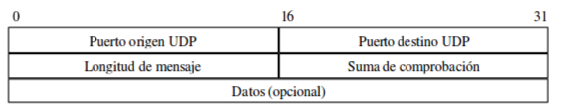 0 16 31
Puerto origen UDP Puerto destino UDP
Longitud de mensaje Suma de comprobación
Datos (opcional)